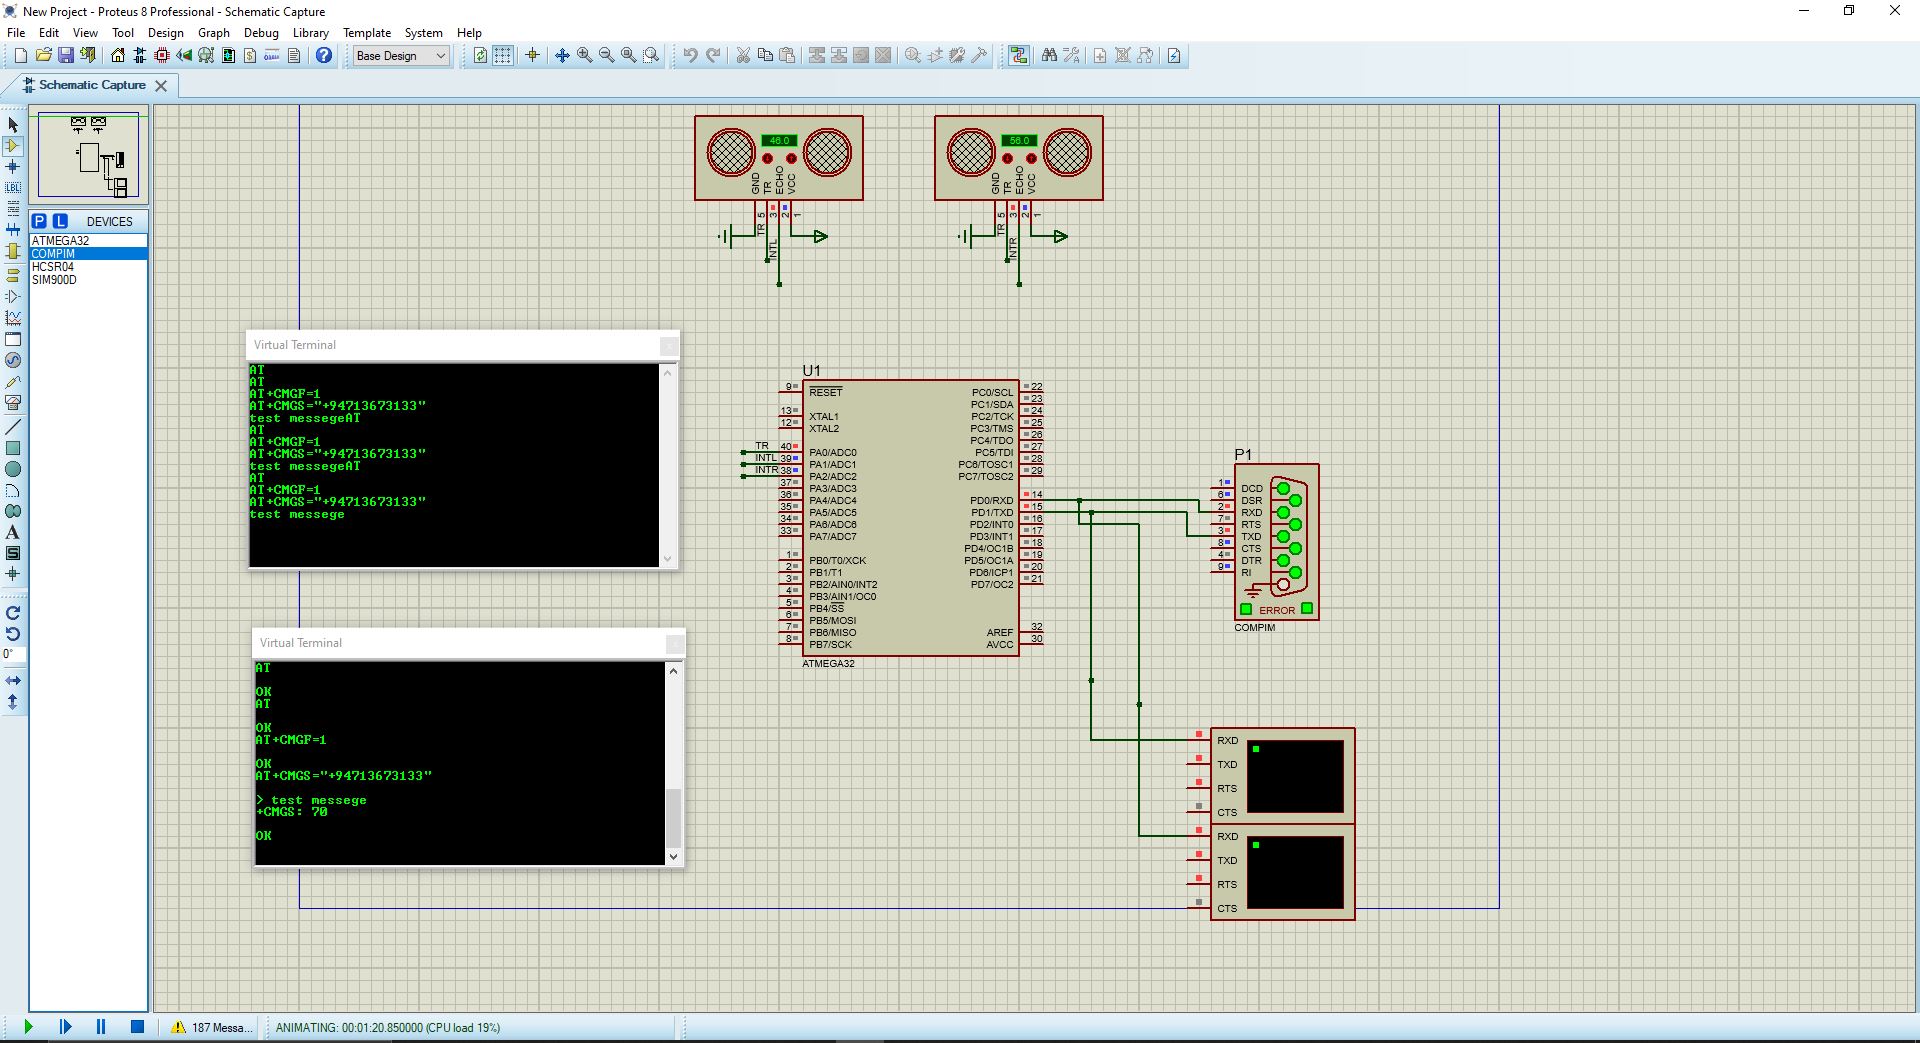 New Project - Proteus 8 Professional - Schematic Capture
File Edit View Tool Design Graph Debug Library Template System Help
Base Design
Schematic Capture
P L DEVICES
ATMEGA32
COMPIM
HCSR04
SIM900D
LBL
A
S
0°
46.0
GND
TR
ECHO
VCC
5
3
2
1
TR
INTL
56.0
GND
TR
ECHO
VCC
5
3
2
1
TR
INTR
Virtual Terminal
AT
AT
AT+CMGF=1
AT+CMGS="+94713673133"
test messegeAT
AT
AT+CMGF=1
AT+CMGS="+94713673133"
test messegeAT
AT
AT+CMGF=1
AT+CMGS="+94713673133"
test messege
Virtual Terminal
AT
OK
AT
OK
AT+CMGF=1
OK
AT+CMGS="+94713673133"
> test messege
+CMGS: 70
OK
U1
9 RESET
13 XTAL1
12 XTAL2
TR 40 PA0/ADC0
INTL 39 PA1/ADC1
INTR 38 PA2/ADC2
37 PA3/ADC3
36 PA4/ADC4
35 PA5/ADC5
34 PA6/ADC6
33 PA7/ADC7
1 PB0/T0/XCK
2 PB1/T1
3 PB2/AIN0/INT2
4 PB3/AIN1/OC0
5 PB4/SS
6 PB5/MOSI
7 PB6/MISO
8 PB7/SCK
PC0/SCL 22
PC1/SDA 23
PC2/TCK 24
PC3/TMS 25
PC4/TDO 26
PC5/TDI 27
PC6/TOSC1 28
PC7/TOSC2 29
PD0/RXD 14
PD1/TXD 15
PD2/INT0 16
PD3/INT1 17
PD4/OC1B 18
PD5/OC1A 19
PD6/ICP1 20
PD7/OC2 21
AREF 32
AVCC 30
ATMEGA32
P1
1 DCD
6 DSR
2 RXD
7 RTS
3 TXD
8 CTS
4 DTR
9 RI
ERROR
COMPIM
RXD
TXD
RTS
CTS
RXD
TXD
RTS
CTS
187 Messa...
ANIMATING: 00:01:20.850000 (CPU load 19%)